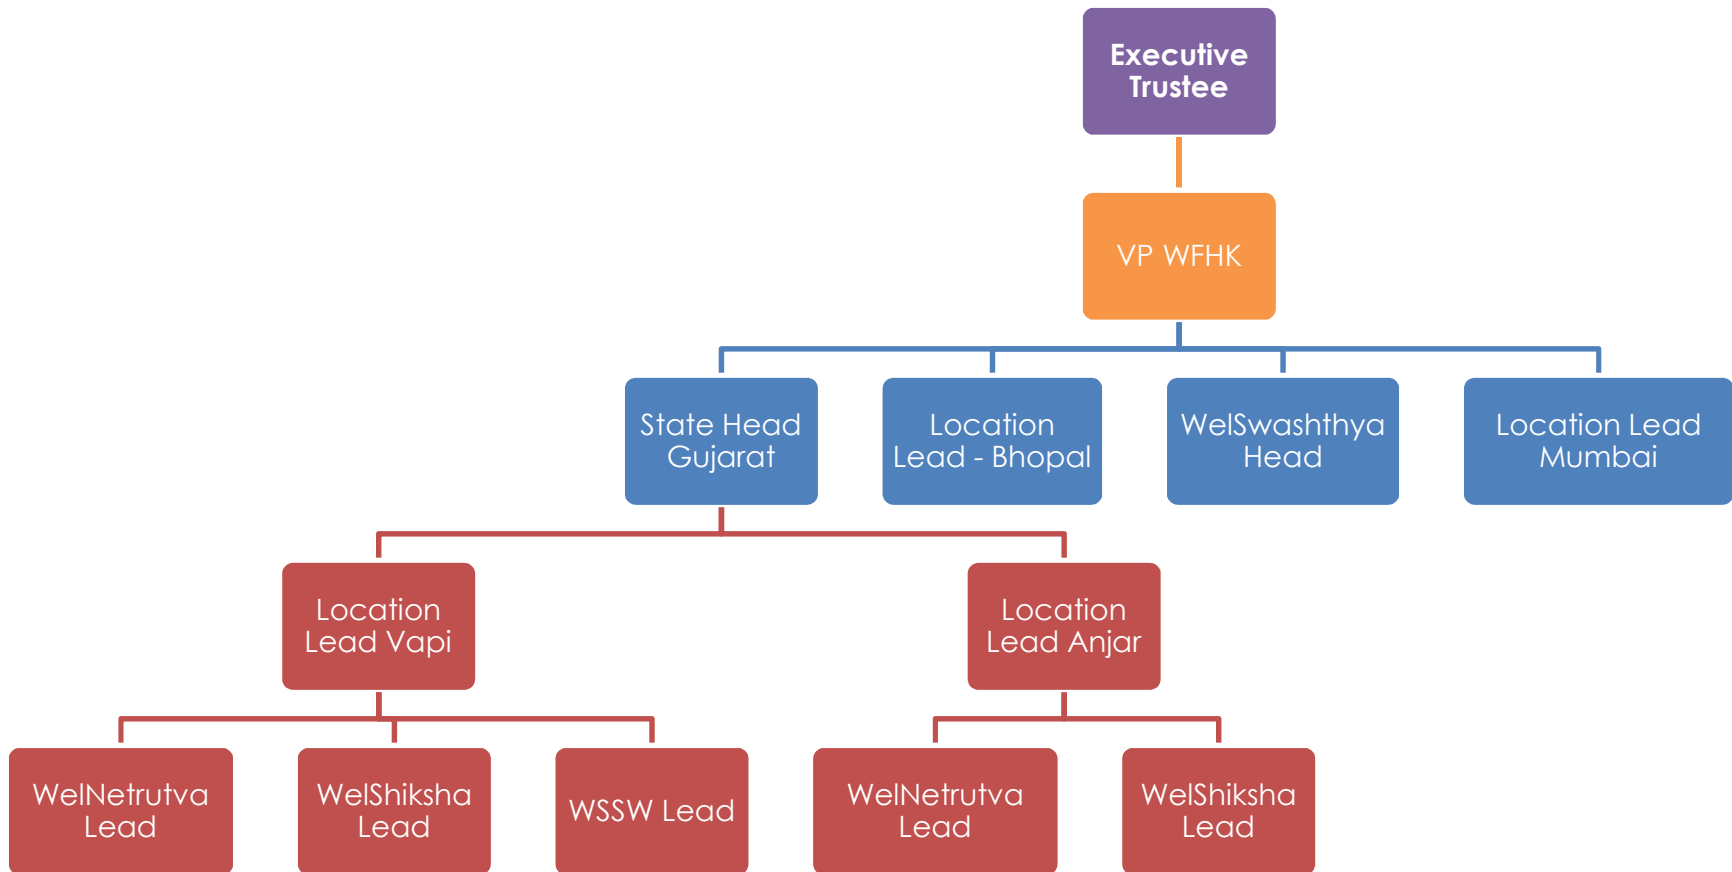 Executive
Trustee
VP WFHK
State Head
Gujarat
Location
Lead - Bhopal
WelSwashthya
Head
Location Lead
Mumbai
Location
Lead Vapi
Location
Lead Anjar
WelNetrutva
Lead
WelShiksha
Lead
WSSW Lead
WelNetrutva
Lead
WelShiksha
Lead